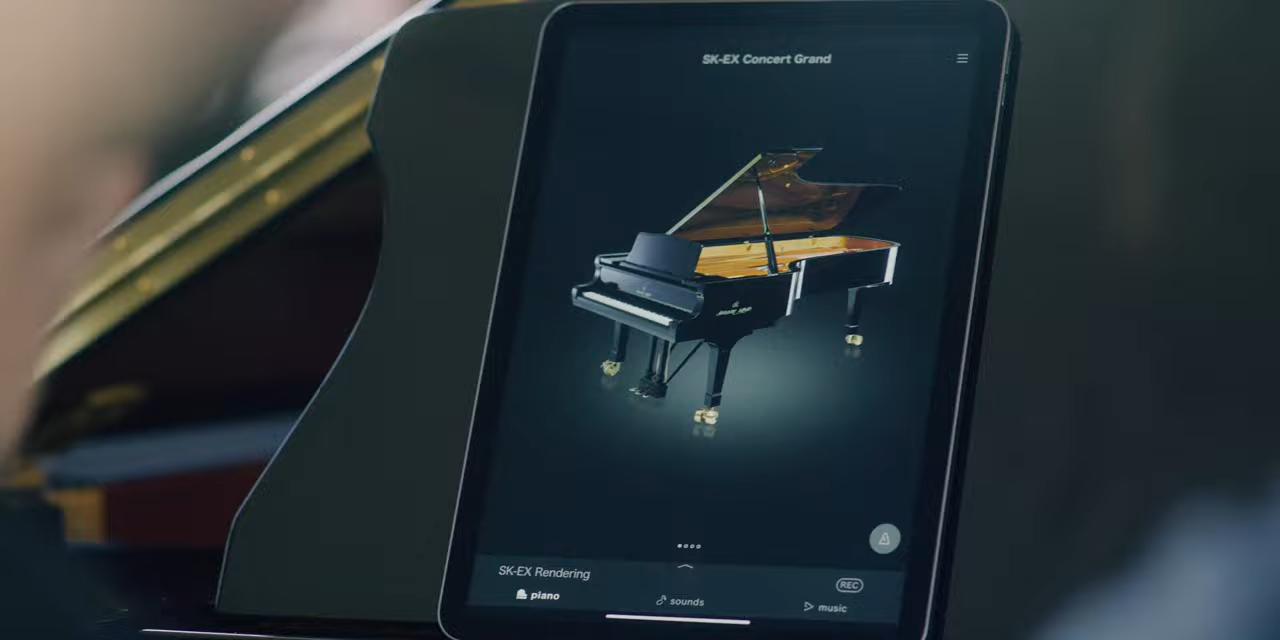 SK-EX Concert Grand
SK-EX Rendering
REC
piano
sounds
music